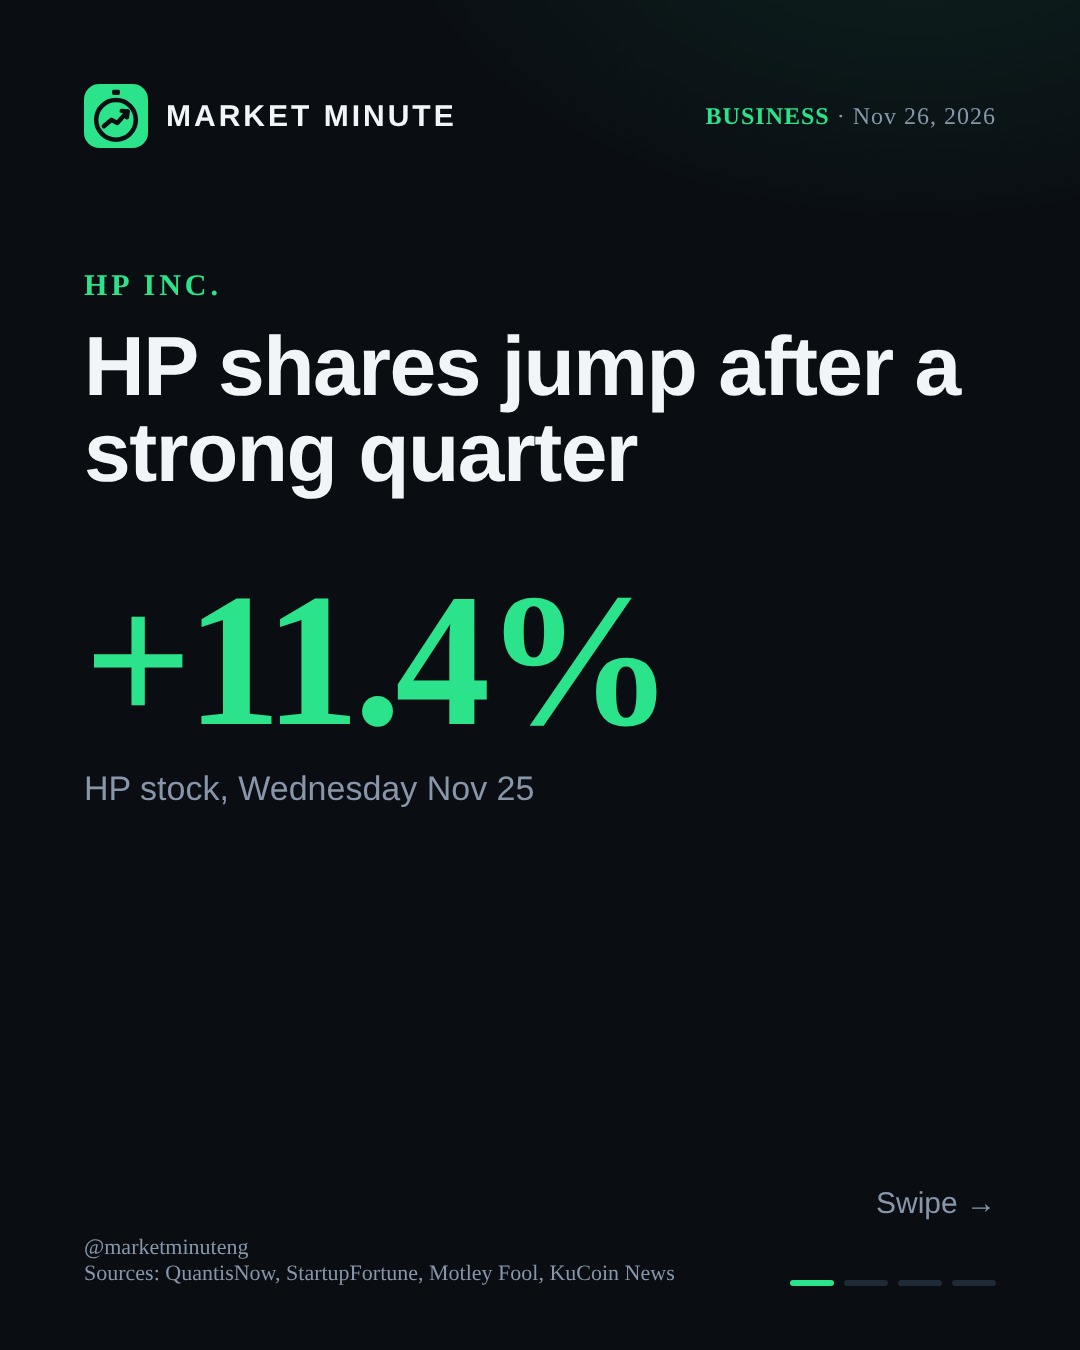 MARKET MINUTE
BUSINESS · Nov 26, 2026
HP INC.
HP shares jump after a
strong quarter
+11.4%
HP stock, Wednesday Nov 25
Swipe →
@marketminuteng
Sources: QuantisNow, StartupFortune, Motley Fool, KuCoin News